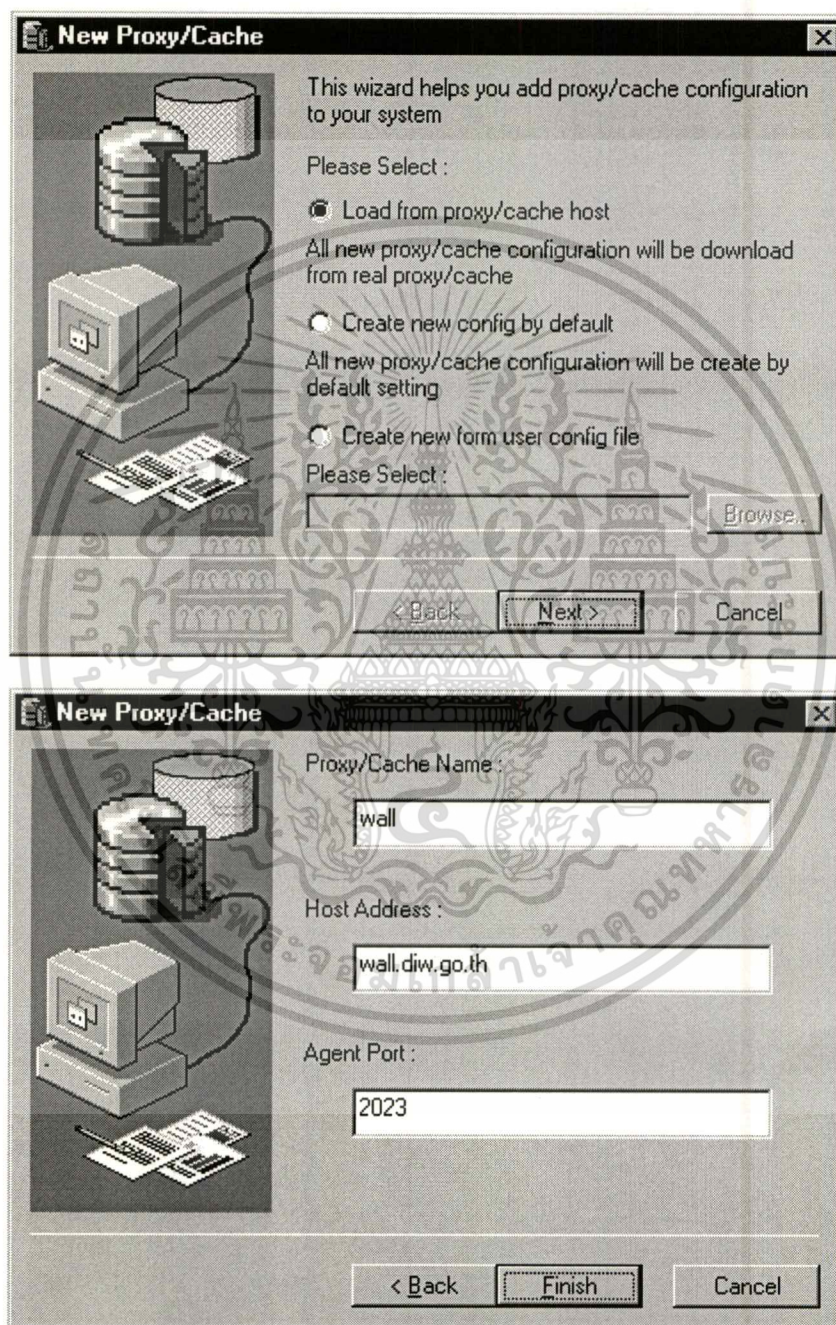 New Proxy/Cache
This wizard helps you add proxy/cache configuration
to your system
Please Select :
Load from proxy/cache host
All new proxy/cache configuration will be download
from real proxy/cache
Create new config by default
All new proxy/cache configuration will be create by
default setting
Create new form user config file
Please Select :
Browse..
< Back
Next >
Cancel
New Proxy/Cache
Proxy/Cache Name :
wall
Host Address :
wall.diw.go.th
Agent Port :
2023
< Back
Finish
Cancel